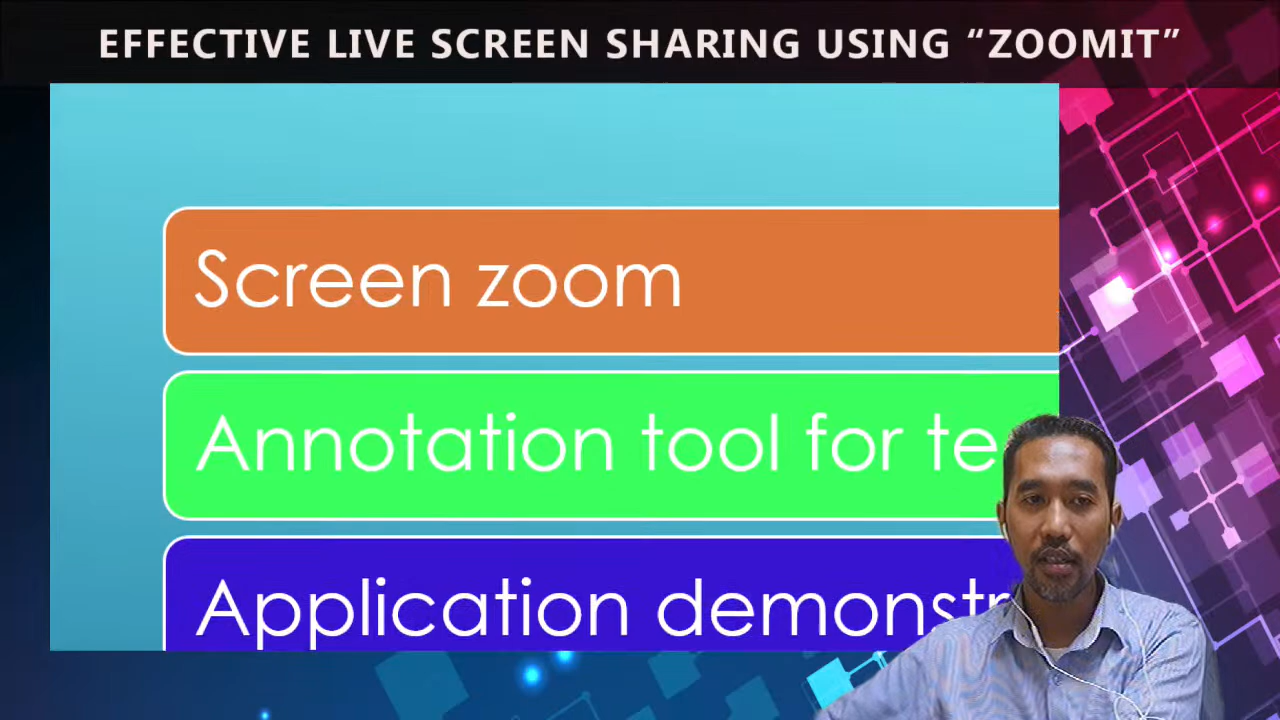 EFFECTIVE LIVE SCREEN SHARING USING “ZOOMIT”
Screen zoom
Annotation tool for te
Application demonstr